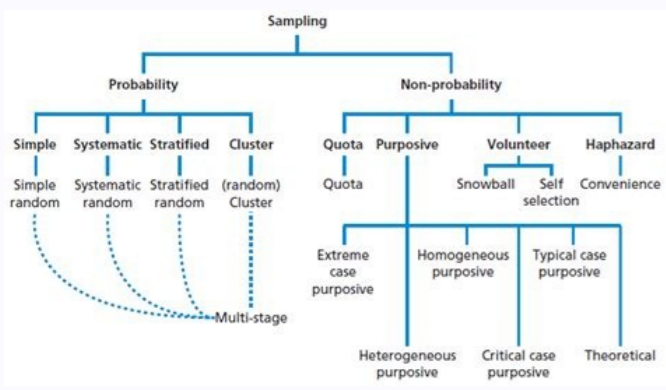 Sampling
Probability
Non-probability
Simple Systematic Stratified Cluster
Quota Purposive Volunteer Haphazard
Simple random
Systematic random
Stratified random
(random) Cluster
Quota
Snowball
Self selection
Convenience
Extreme case purposive
Homogeneous purposive
Typical case purposive
Multi-stage
Heterogeneous purposive
Critical case purposive
Theoretical